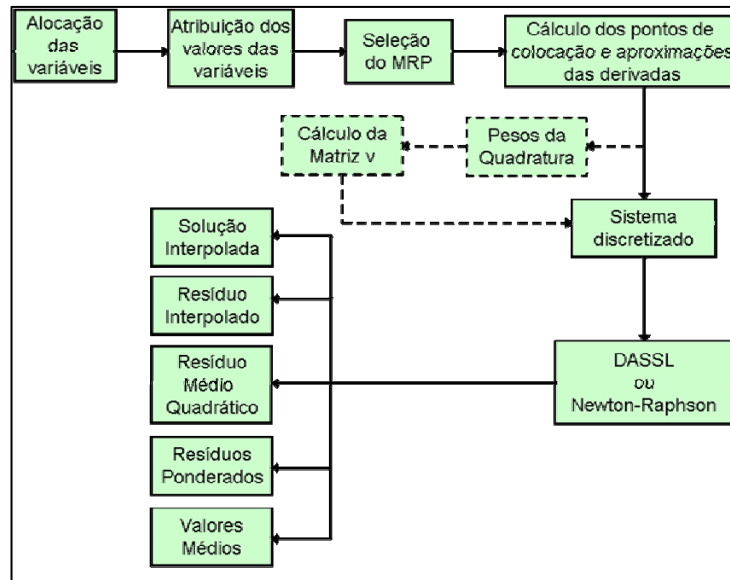 Alocação
das
variáveis
Atribuição dos
valores das
variáveis
Seleção
do MRP
Cálculo dos pontos de
colocação e aproximações
das derivadas
Cálculo da
Matriz v
Pesos da
Quadratura
Sistema
discretizado
Solução
Interpolada
Resíduo
Interpolado
Resíduo
Médio
Quadrático
DASSL
ou
Newton-Raphson
Resíduos
Ponderados
Valores
Médios